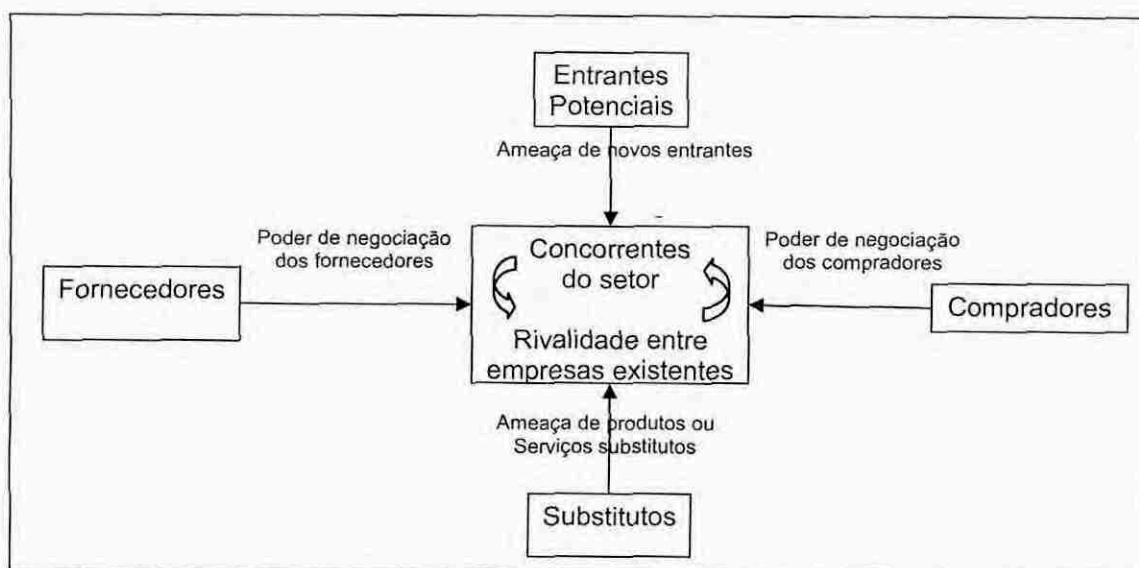 Entrantes
Potenciais
Ameaça de novos entrantes
Poder de negociação
dos fornecedores
Fornecedores
Concorrentes
do setor
Rivalidade entre
empresas existentes
Poder de negociação
dos compradores
Compradores
Ameaça de produtos ou
Serviços substitutos
Substitutos